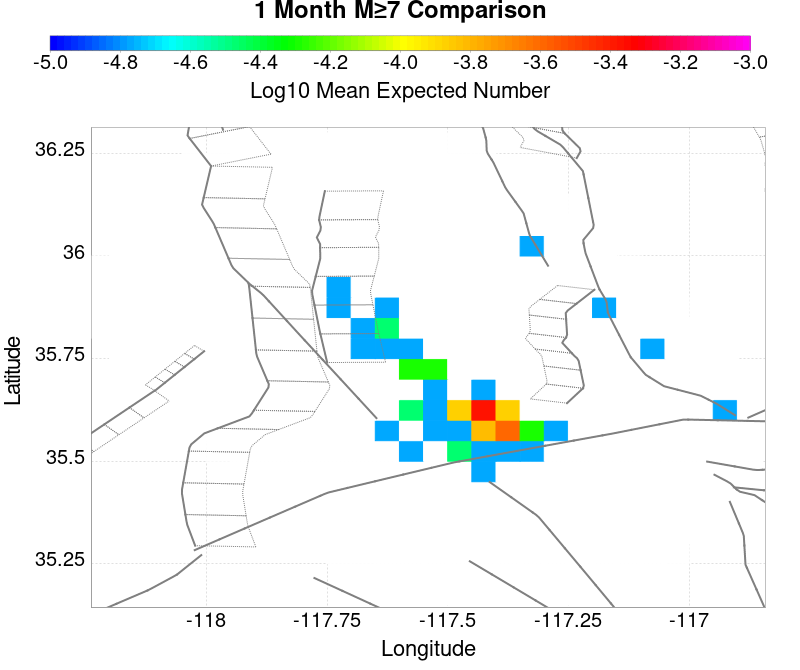 1 Month M≥7 Comparison
-5.0 -4.8 -4.6 -4.4 -4.2 -4.0 -3.8 -3.6 -3.4 -3.2 -3.0
Log10 Mean Expected Number
36.25
36
35.75
35.5
35.25
Latitude
-118 -117.75 -117.5 -117.25 -117
Longitude